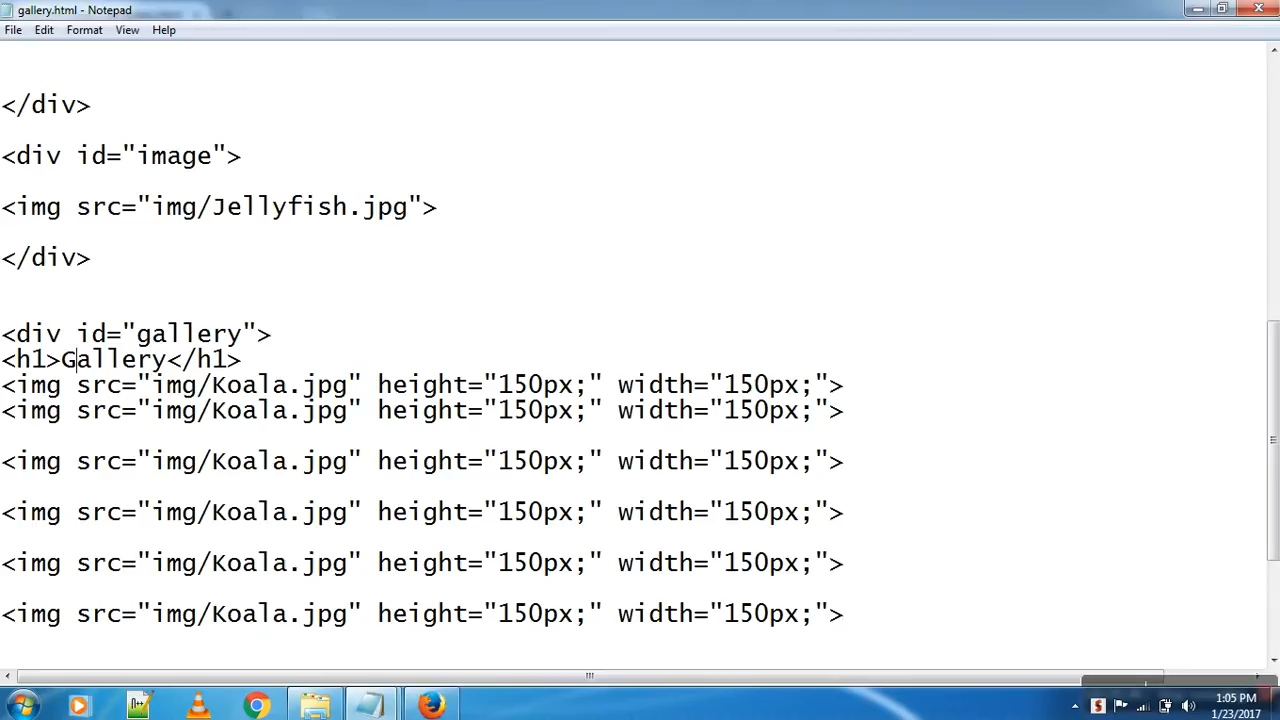 gallery.html - Notepad
File Edit Format View Help
</div>
<div id="image">
<img src="img/Jellyfish.jpg">
</div>
<div id="gallery">
<h1>Gallery</h1>
<img src="img/Koala.jpg" height="150px;" width="150px;">
<img src="img/Koala.jpg" height="150px;" width="150px;">
<img src="img/Koala.jpg" height="150px;" width="150px;">
<img src="img/Koala.jpg" height="150px;" width="150px;">
<img src="img/Koala.jpg" height="150px;" width="150px;">
<img src="img/Koala.jpg" height="150px;" width="150px;">
1:05 PM
1/23/2017